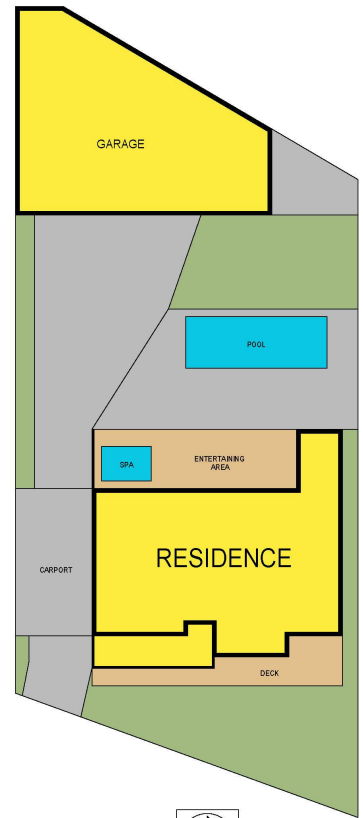 GARAGE
POOL
SPA
ENTERTAINING
AREA
RESIDENCE
CARPORT
DECK